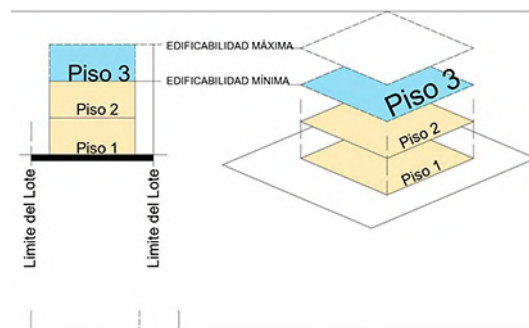 EDIFICABILIDAD MÁXIMA
Piso 3
EDIFICABILIDAD MÍNIMA
Piso 2
Piso 1
Limite del Lote
Limite del Lote
Piso 3
Piso 2
Piso 1